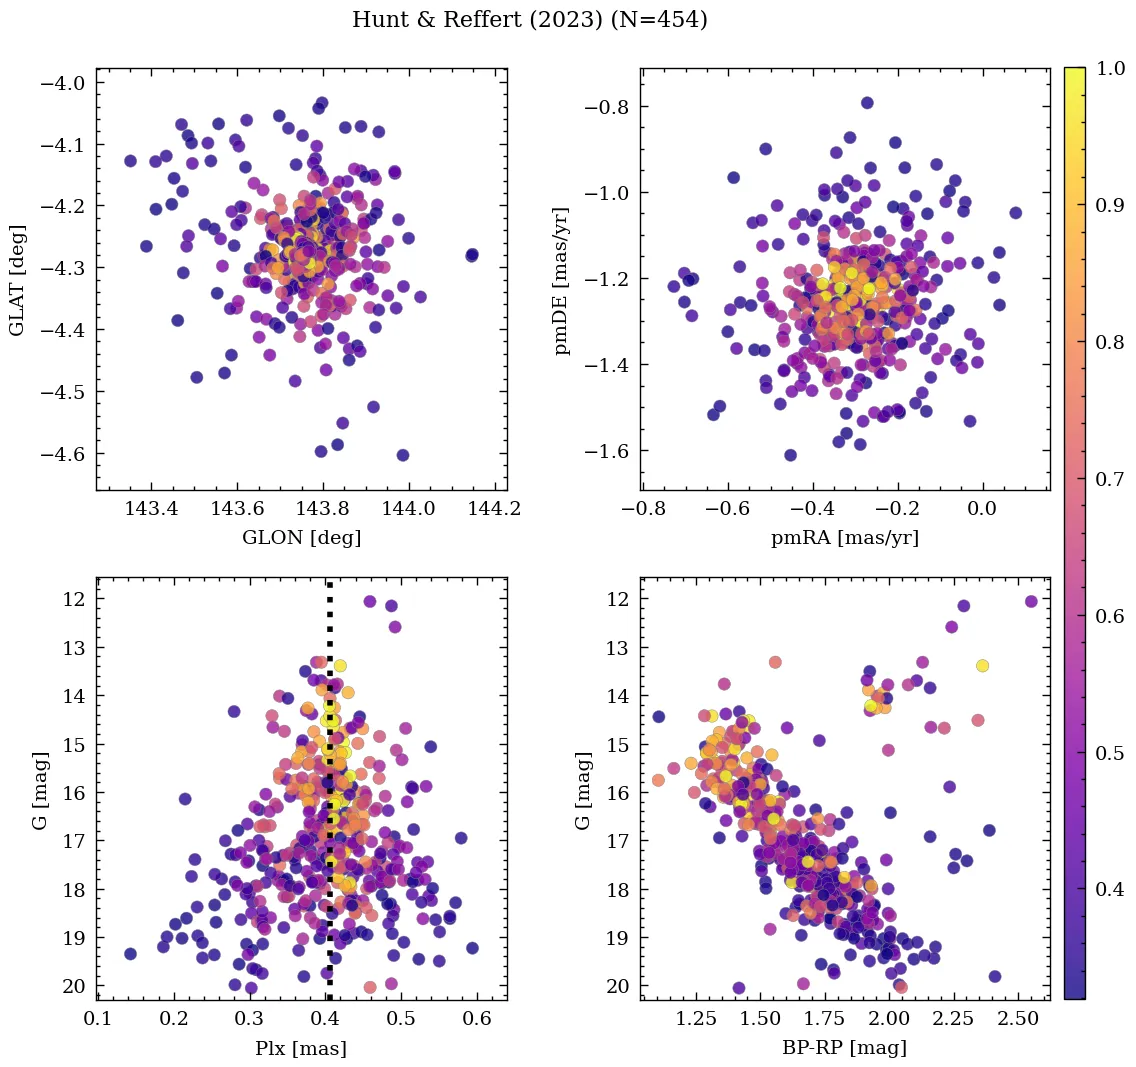 Hunt & Reffert (2023) (N=454)
−4.0
−4.1
−4.2
−4.3
−4.4
−4.5
−4.6
GLAT [deg]
143.4 143.6 143.8 144.0 144.2
GLON [deg]
−0.8
−1.0
−1.2
−1.4
−1.6
pmDE [mas/yr]
−0.8 −0.6 −0.4 −0.2 0.0
pmRA [mas/yr]
12
13
14
15
16
17
18
19
20
G [mag]
0.1 0.2 0.3 0.4 0.5 0.6
Plx [mas]
12
13
14
15
16
17
18
19
20
G [mag]
1.25 1.50 1.75 2.00 2.25 2.50
BP-RP [mag]
1.0
0.9
0.8
0.7
0.6
0.5
0.4